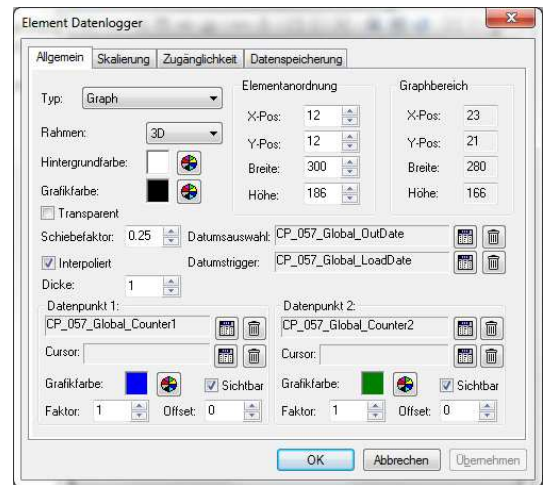 Element Datenlogger
Allgemein Skalierung Zugänglichkeit Datenspeicherung
Typ: Graph
Rahmen: 3D
Hintergrundfarbe:
Grafikfarbe:
Transparent
Elementanordnung
X-Pos: 12
Y-Pos: 12
Breite: 300
Höhe: 186
Graphbereich
X-Pos: 23
Y-Pos: 21
Breite: 280
Höhe: 166
Schiebefaktor: 0.25 Datumsauswahl: CP_057_Global_OutDate
Interpoliert Datumstrigger: CP_057_Global_LoadDate
Dicke: 1
Datenpunkt 1:
CP_057_Global_Counter1
Cursor:
Grafikfarbe: Sichtbar
Faktor: 1 Offset: 0
Datenpunkt 2:
CP_057_Global_Counter2
Cursor:
Grafikfarbe: Sichtbar
Faktor: 1 Offset: 0
OK Abbrechen Übernehmen